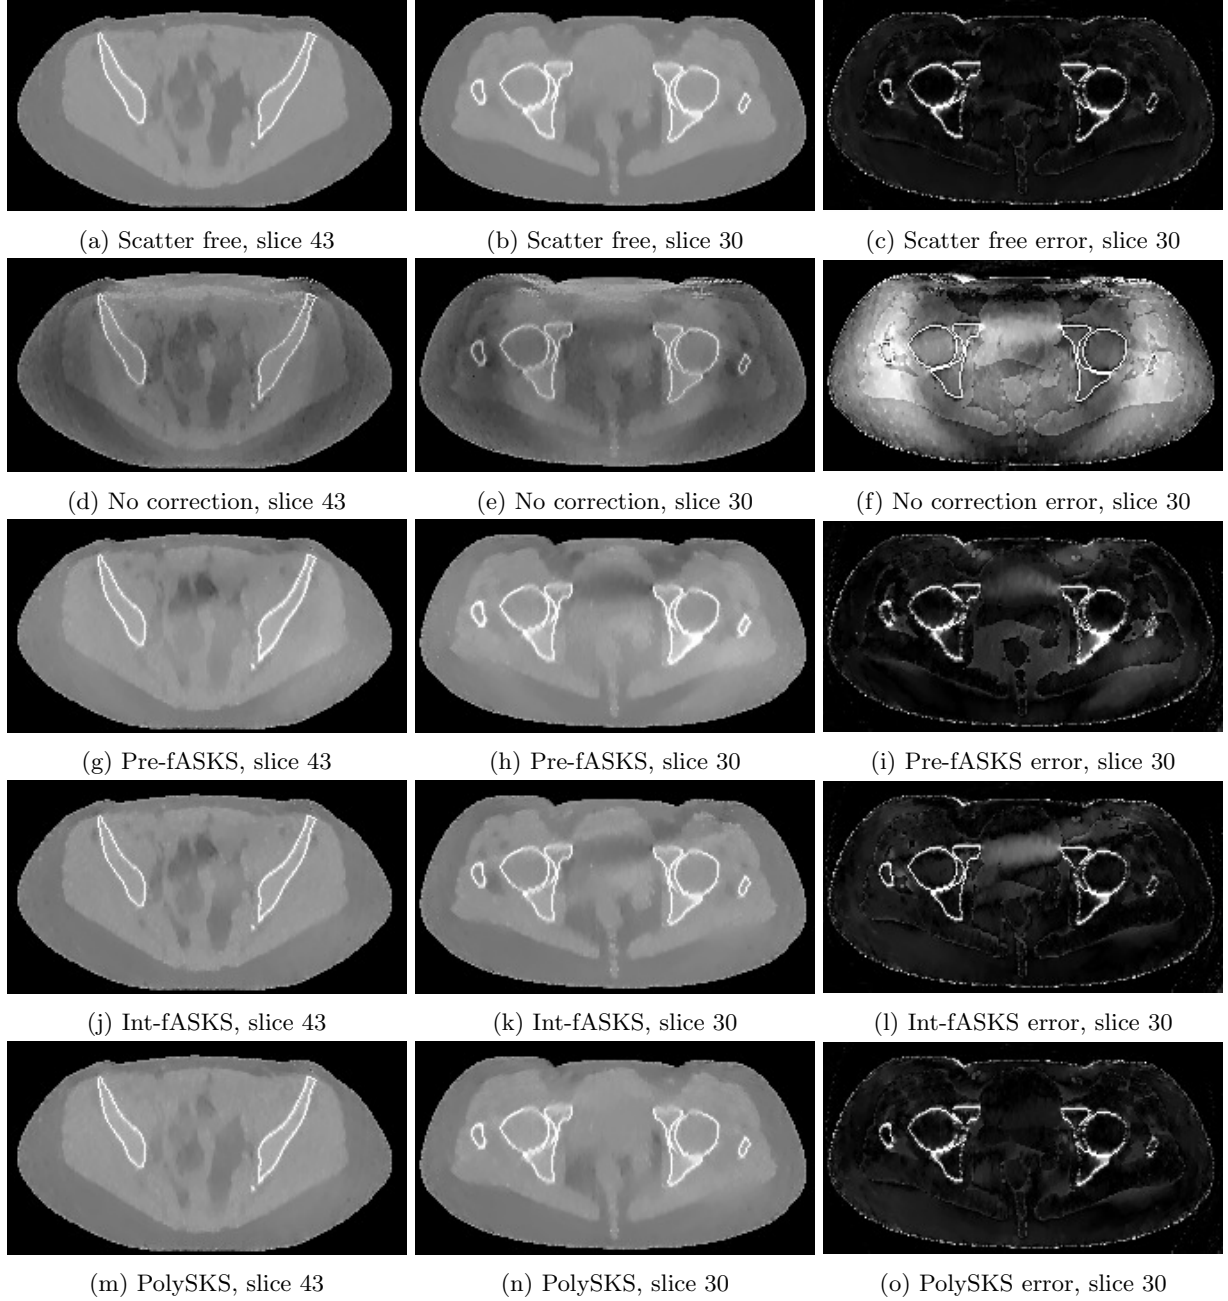 (a) Scatter free, slice 43
(b) Scatter free, slice 30
(c) Scatter free error, slice 30
(d) No correction, slice 43
(e) No correction, slice 30
(f) No correction error, slice 30
(g) Pre-fASKS, slice 43
(h) Pre-fASKS, slice 30
(i) Pre-fASKS error, slice 30
(j) Int-fASKS, slice 43
(k) Int-fASKS, slice 30
(l) Int-fASKS error, slice 30
(m) PolySKS, slice 43
(n) PolySKS, slice 30
(o) PolySKS error, slice 30